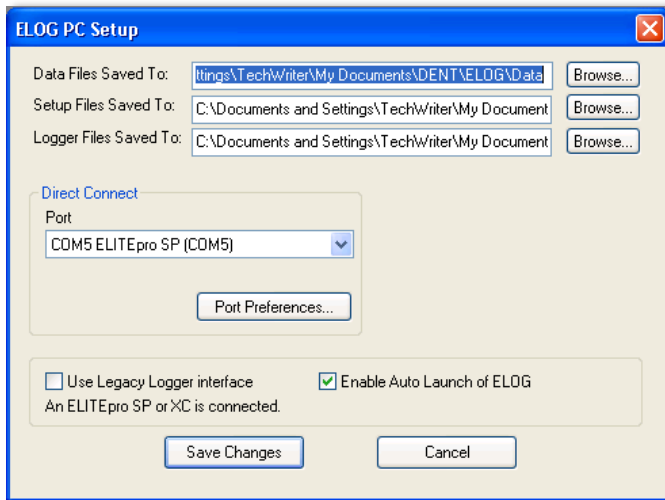 ELOG PC Setup
Data Files Saved To: ttings\TechWriter\My Documents\DENT\ELOG\Data Browse...
Setup Files Saved To: C:\Documents and Settings\TechWriter\My Document Browse...
Logger Files Saved To: C:\Documents and Settings\TechWriter\My Document Browse...
Direct Connect
Port
COM5 ELITEpro SP (COM5)
Port Preferences...
Use Legacy Logger interface Enable Auto Launch of ELOG
An ELITEpro SP or XC is connected.
Save Changes Cancel